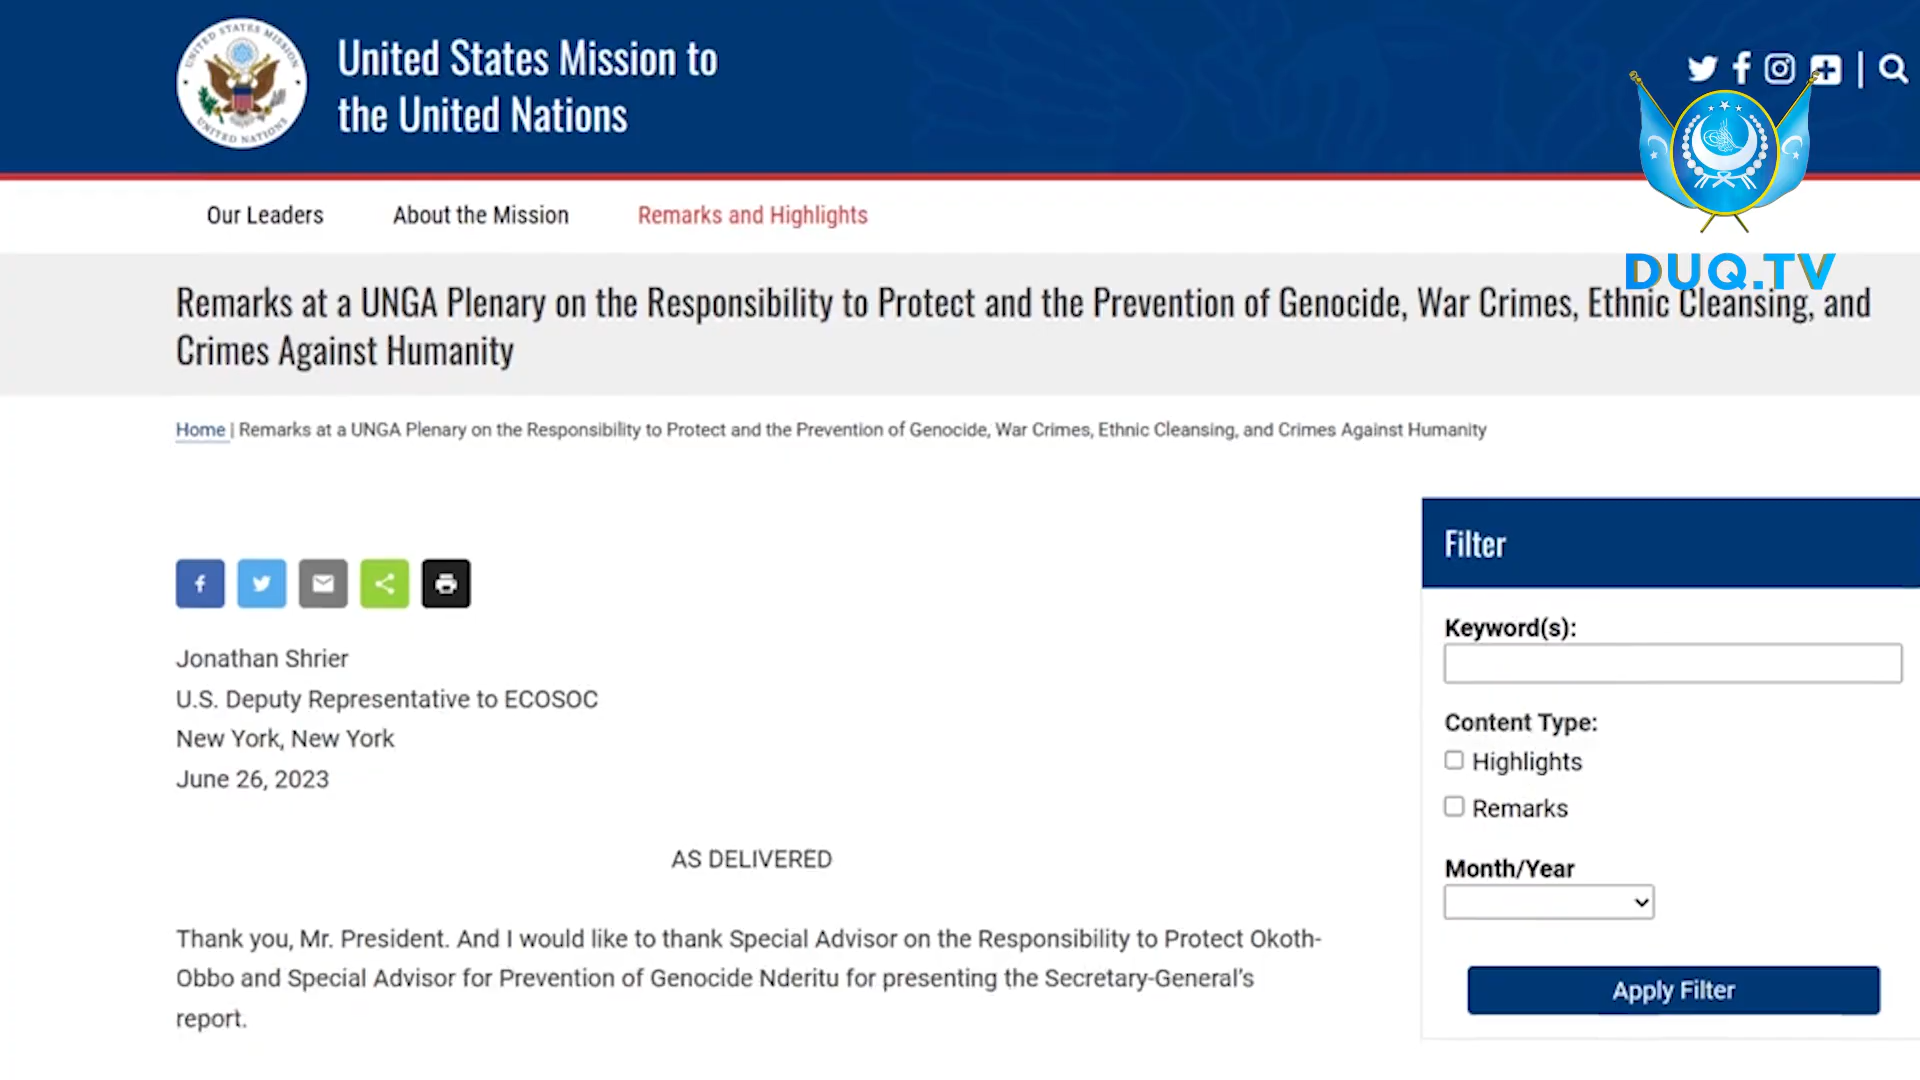 UNITED STATES MISSION
UNITED NATIONS
United States Mission to
the United Nations
DUQ.TV
Our Leaders
About the Mission
Remarks and Highlights
Remarks at a UNGA Plenary on the Responsibility to Protect and the Prevention of Genocide, War Crimes, Ethnic Cleansing, and
Crimes Against Humanity
Home | Remarks at a UNGA Plenary on the Responsibility to Protect and the Prevention of Genocide, War Crimes, Ethnic Cleansing, and Crimes Against Humanity
Jonathan Shrier
U.S. Deputy Representative to ECOSOC
New York, New York
June 26, 2023
AS DELIVERED
Thank you, Mr. President. And I would like to thank Special Advisor on the Responsibility to Protect Okoth-
Obbo and Special Advisor for Prevention of Genocide Nderitu for presenting the Secretary-General’s
report.
Filter
Keyword(s):
Content Type:
Highlights
Remarks
Month/Year
Apply Filter